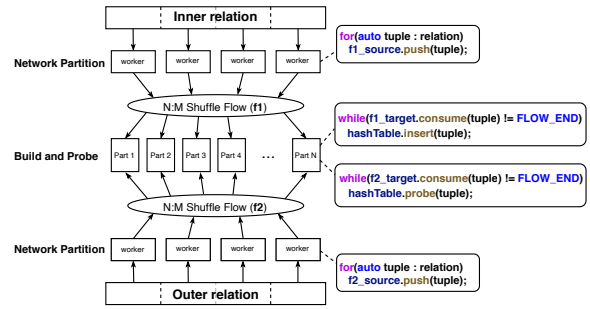 Inner relation
for(auto tuple : relation)
f1_source.push(tuple);
Network Partition
worker
worker
worker
worker
N:M Shuffle Flow (f1)
while(f1_target.consume(tuple) != FLOW_END)
hashTable.insert(tuple);
Build and Probe
Part 1
Part 2
Part 3
Part 4
...
Part N
while(f2_target.consume(tuple) != FLOW_END)
hashTable.probe(tuple);
N:M Shuffle Flow (f2)
Network Partition
worker
worker
worker
worker
for(auto tuple : relation)
f2_source.push(tuple);
Outer relation